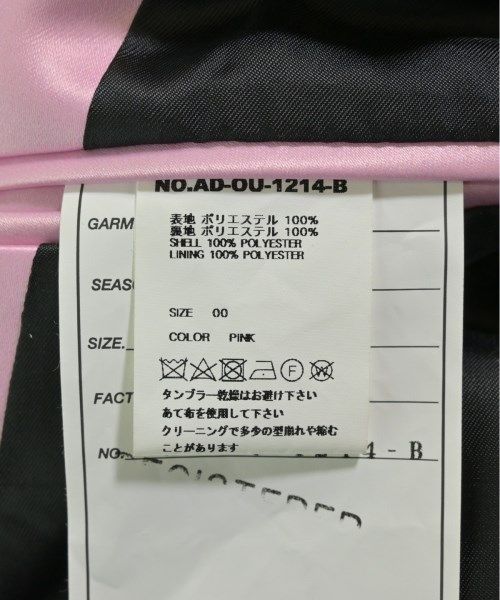 NO.AD-OU-1214-B
表地 ポリエステル 100%
裏地 ポリエステル 100%
SHELL 100% POLYESTER
LINING 100% POLYESTER
SIZE 00
COLOR PINK
F W
タンブラー乾燥はお避け下さい
あて布を使用して下さい
クリーニングで多少の型崩れや縮む
ことがあります
GARM
SEAS
SIZE.
FACT
NO. 4-B